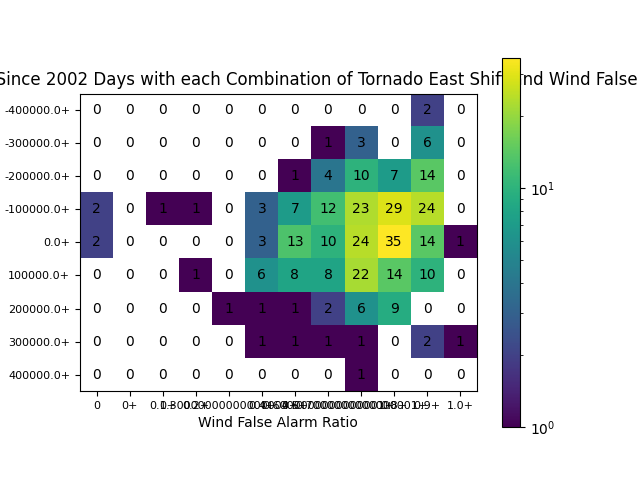 Since 2002 Days with each Combination of Tornado East Shift and Wind False
-400000.0+ 0 0 0 0 0 0 0 0 0 0 2 0
-300000.0+ 0 0 0 0 0 0 0 1 3 0 6 0
-200000.0+ 0 0 0 0 0 0 1 4 10 7 14 0
-100000.0+ 2 0 1 1 0 3 7 12 23 29 24 0
0.0+ 2 0 0 0 0 3 13 10 24 35 14 1
100000.0+ 0 0 0 1 0 6 8 8 22 14 10 0
200000.0+ 0 0 0 0 1 1 1 2 6 9 0 0
300000.0+ 0 0 0 0 0 1 1 1 1 0 2 1
400000.0+ 0 0 0 0 0 0 0 0 1 0 0 0
0 0+ 1.0+
Wind False Alarm Ratio
10¹
10⁰